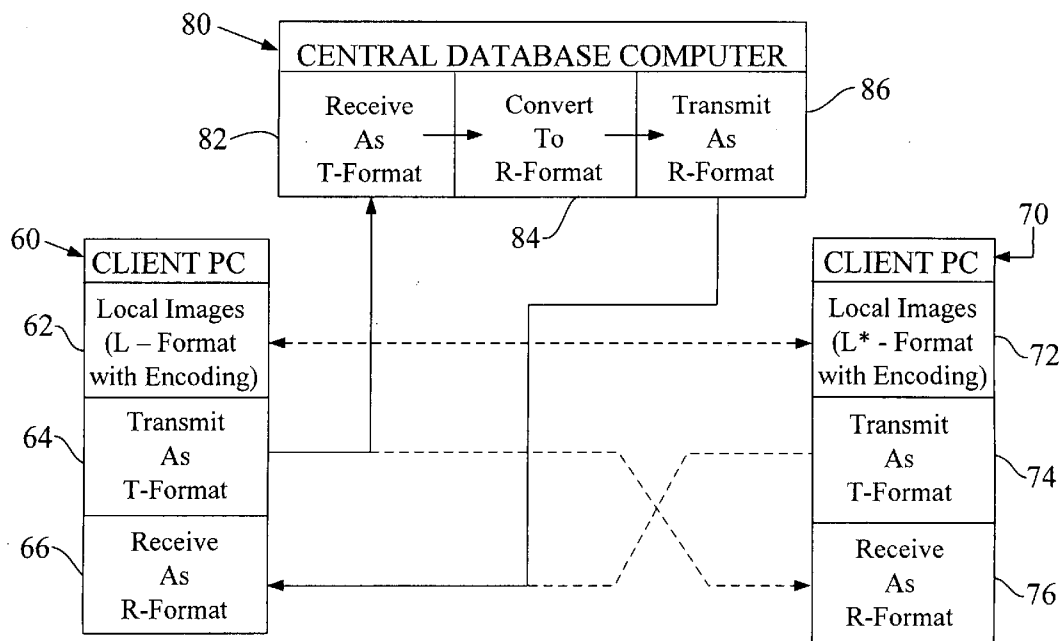 80
CENTRAL DATABASE COMPUTER
82
Receive
As
T-Format
Convert
To
R-Format
Transmit
As
R-Format
86
84
60
CLIENT PC
62
Local Images
(L – Format
with Encoding)
64
Transmit
As
T-Format
66
Receive
As
R-Format
70
CLIENT PC
Local Images
(L* - Format
with Encoding)
72
Transmit
As
T-Format
74
Receive
As
R-Format
76